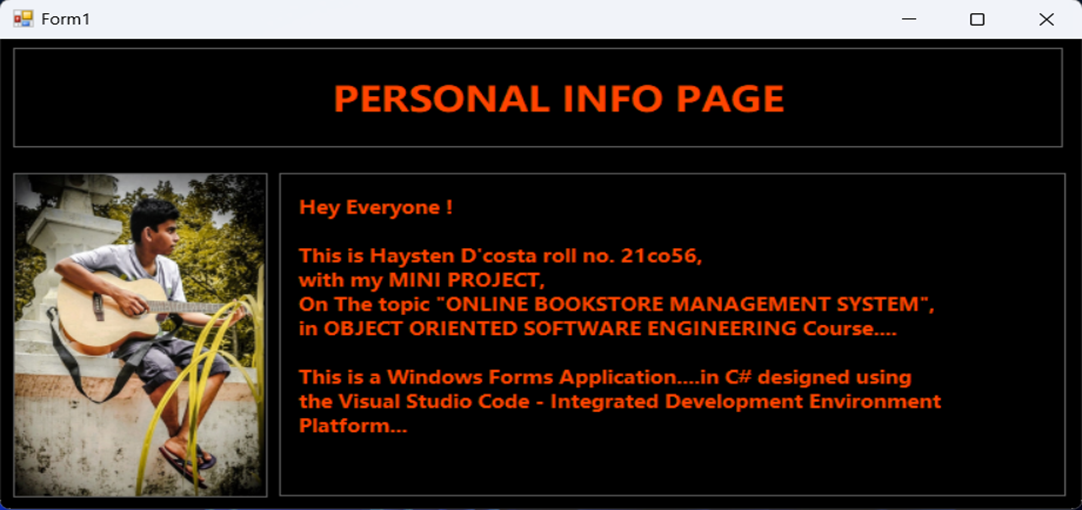 Form1
PERSONAL INFO PAGE
Hey Everyone !
This is Haysten D'costa roll no. 21co56,
with my MINI PROJECT,
On The topic "ONLINE BOOKSTORE MANAGEMENT SYSTEM",
in OBJECT ORIENTED SOFTWARE ENGINEERING Course....
This is a Windows Forms Application....in C# designed using
the Visual Studio Code - Integrated Development Environment
Platform...